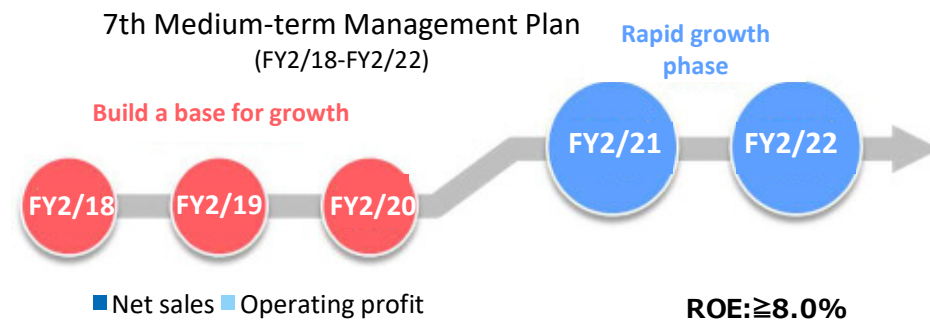 7th Medium-term Management Plan
(FY2/18-FY2/22)
Rapid growth
phase
Build a base for growth
FY2/21
FY2/22
FY2/18
FY2/19
FY2/20
Net sales
Operating profit
ROE:≧8.0%